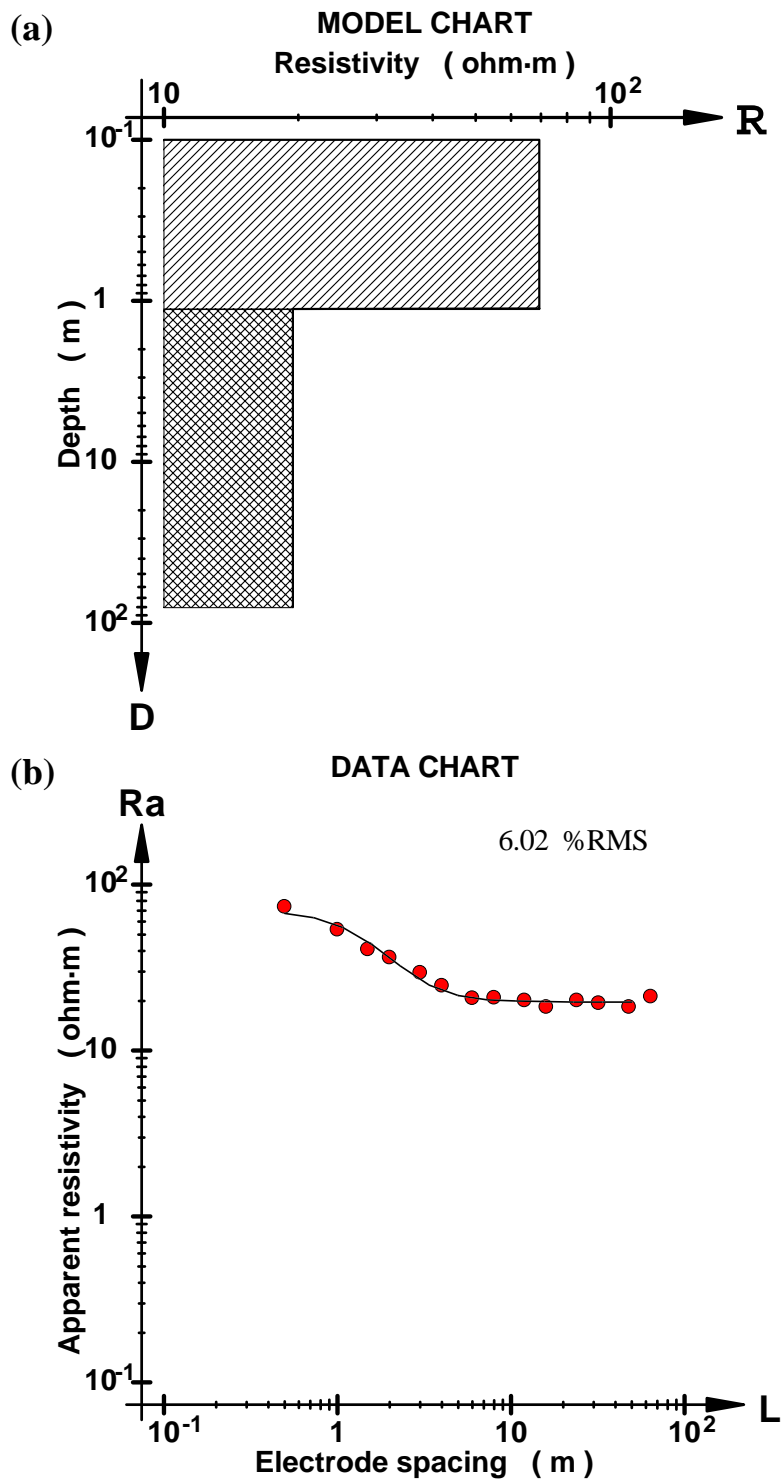 (a)
MODEL CHART
Resistivity ( ohm·m )
10 10²
R
10⁻¹
1
10
10²
Depth ( m )
D
(b)
DATA CHART
Ra
6.02 %RMS
10²
10
1
10⁻¹
Apparent resistivity ( ohm·m )
10⁻¹ 1 10 10²
L
Electrode spacing ( m )